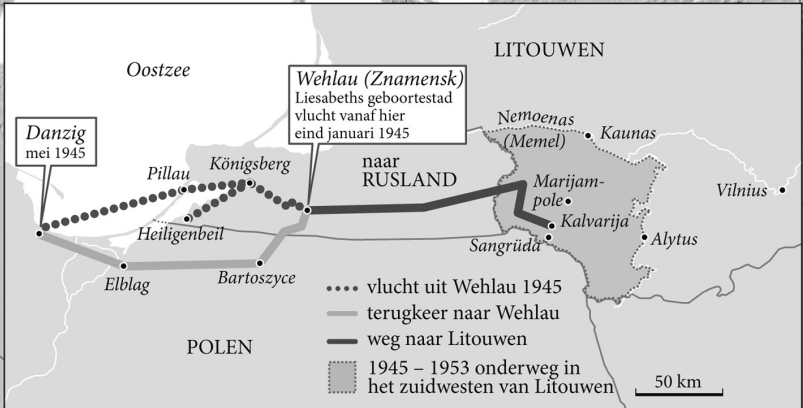 LITOUWEN
Oostzee
Wehlau (Znamensk)
Liesabeths geboortestad
vlucht vanaf hier
eind januari 1945
Danzig
mei 1945
Nemoenas
(Memel)
Kaunas
Pillau
Königsberg
naar
RUSLAND
Marijam-
pole
Vilnius
Kalvarija
Heiligenbeil
Sangrüda
Alytus
Elblag
Bartoszyce
POLEN
vlucht uit Wehlau 1945
terugkeer naar Wehlau
weg naar Litouwen
1945 – 1953 onderweg in
het zuidwesten van Litouwen
50 km